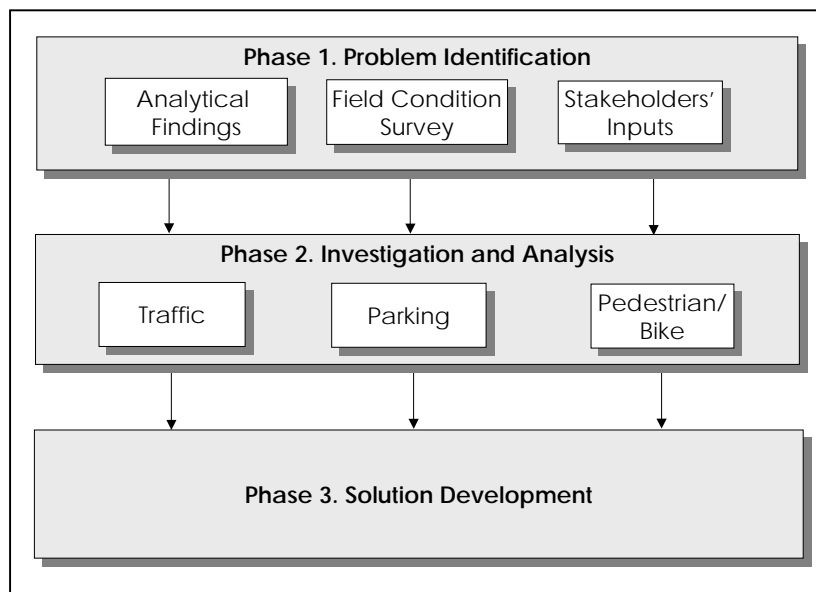 Phase 1. Problem Identification
Analytical
Findings
Field Condition
Survey
Stakeholders’
Inputs
Phase 2. Investigation and Analysis
Traffic
Parking
Pedestrian/
Bike
Phase 3. Solution Development